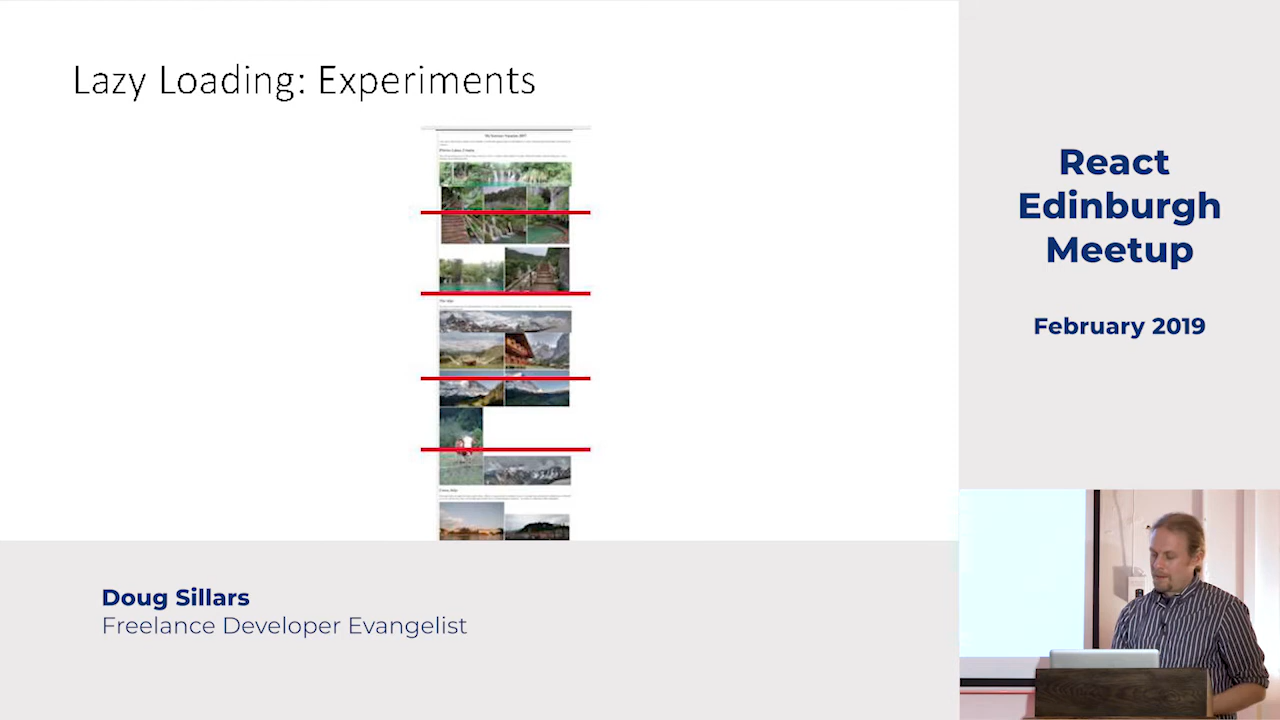 Lazy Loading: Experiments
React
Edinburgh
Meetup
February 2019
Doug Sillars
Freelance Developer Evangelist